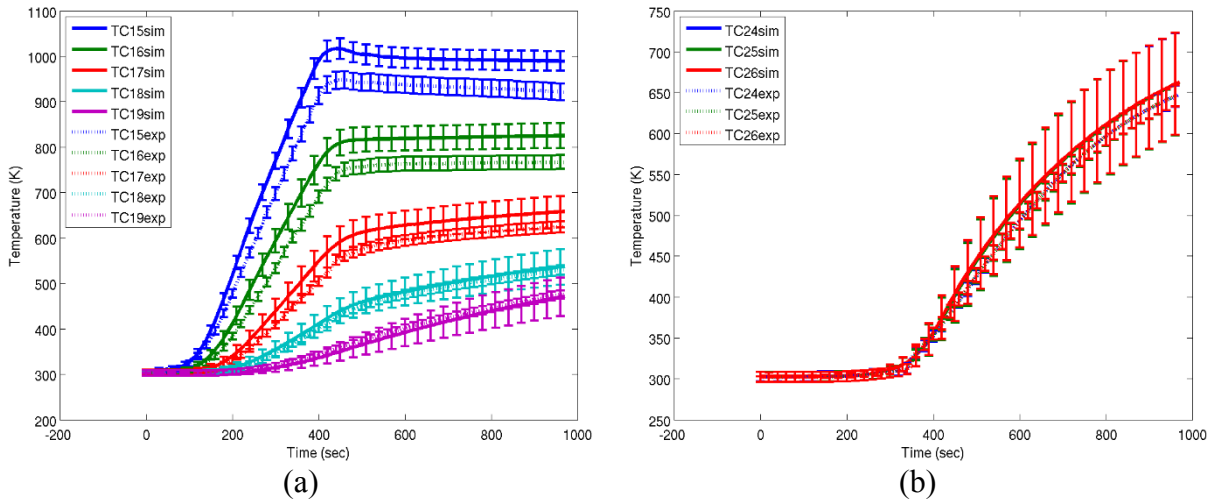 1100
1000
900
800
700
600
500
400
300
200
-200
0
200
400
600
800
1000
Temperature (K)
Time (sec)
TC15sim
TC16sim
TC17sim
TC18sim
TC19sim
TC15exp
TC16exp
TC17exp
TC18exp
TC19exp
(a)
750
700
650
600
550
500
450
400
350
300
250
-200
0
200
400
600
800
1000
Temperature (K)
Time (sec)
TC24sim
TC25sim
TC26sim
TC24exp
TC25exp
TC26exp
(b)